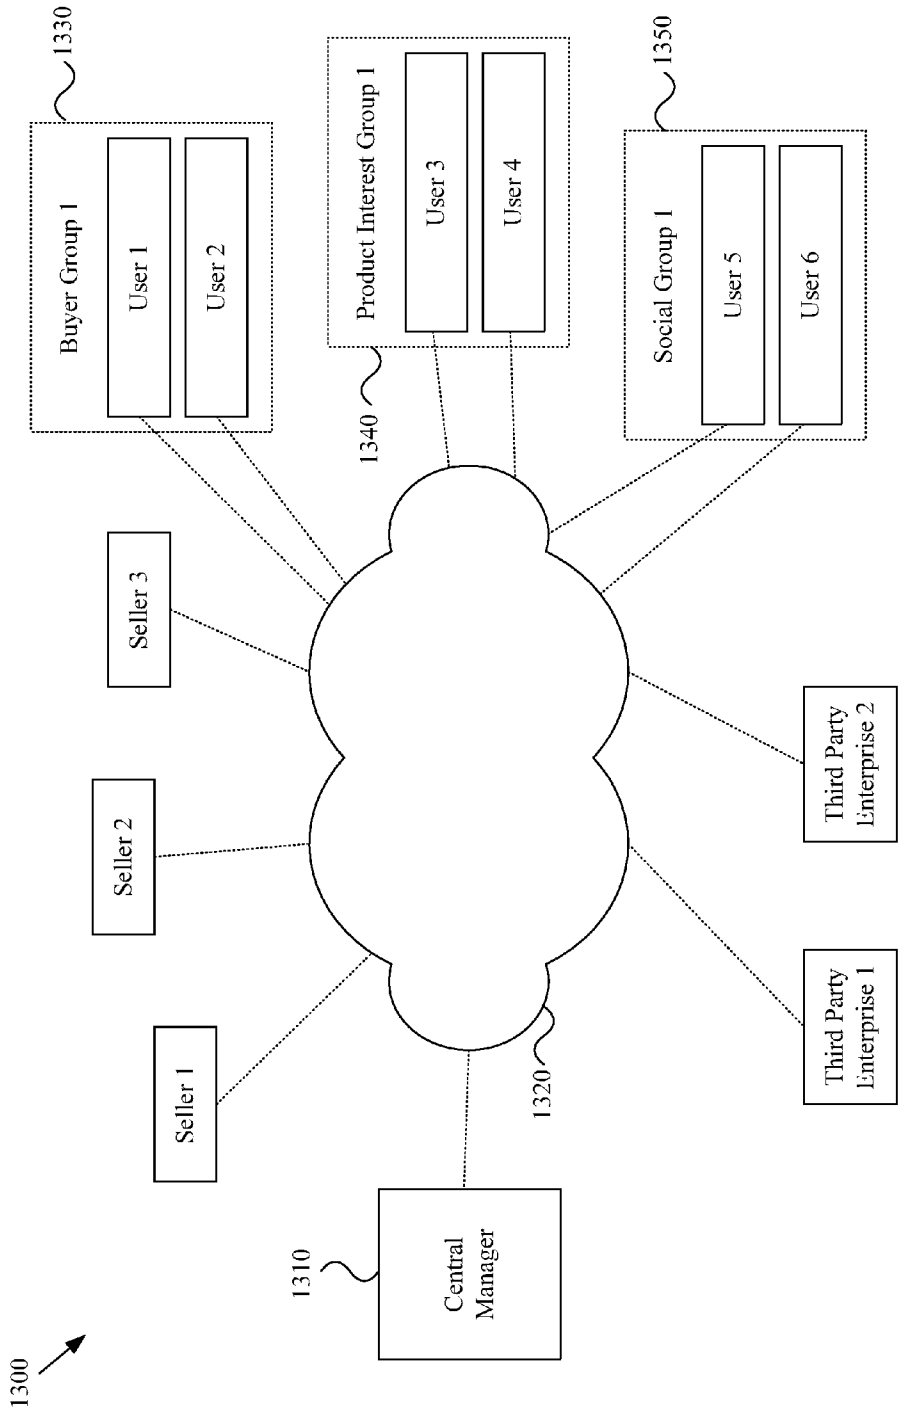 1300
1310
Central
Manager
1320
Seller 1
Seller 2
Seller 3
Third Party
Enterprise 1
Third Party
Enterprise 2
1330
Buyer Group 1
User 1
User 2
1340
Product Interest Group 1
User 3
User 4
1350
Social Group 1
User 5
User 6